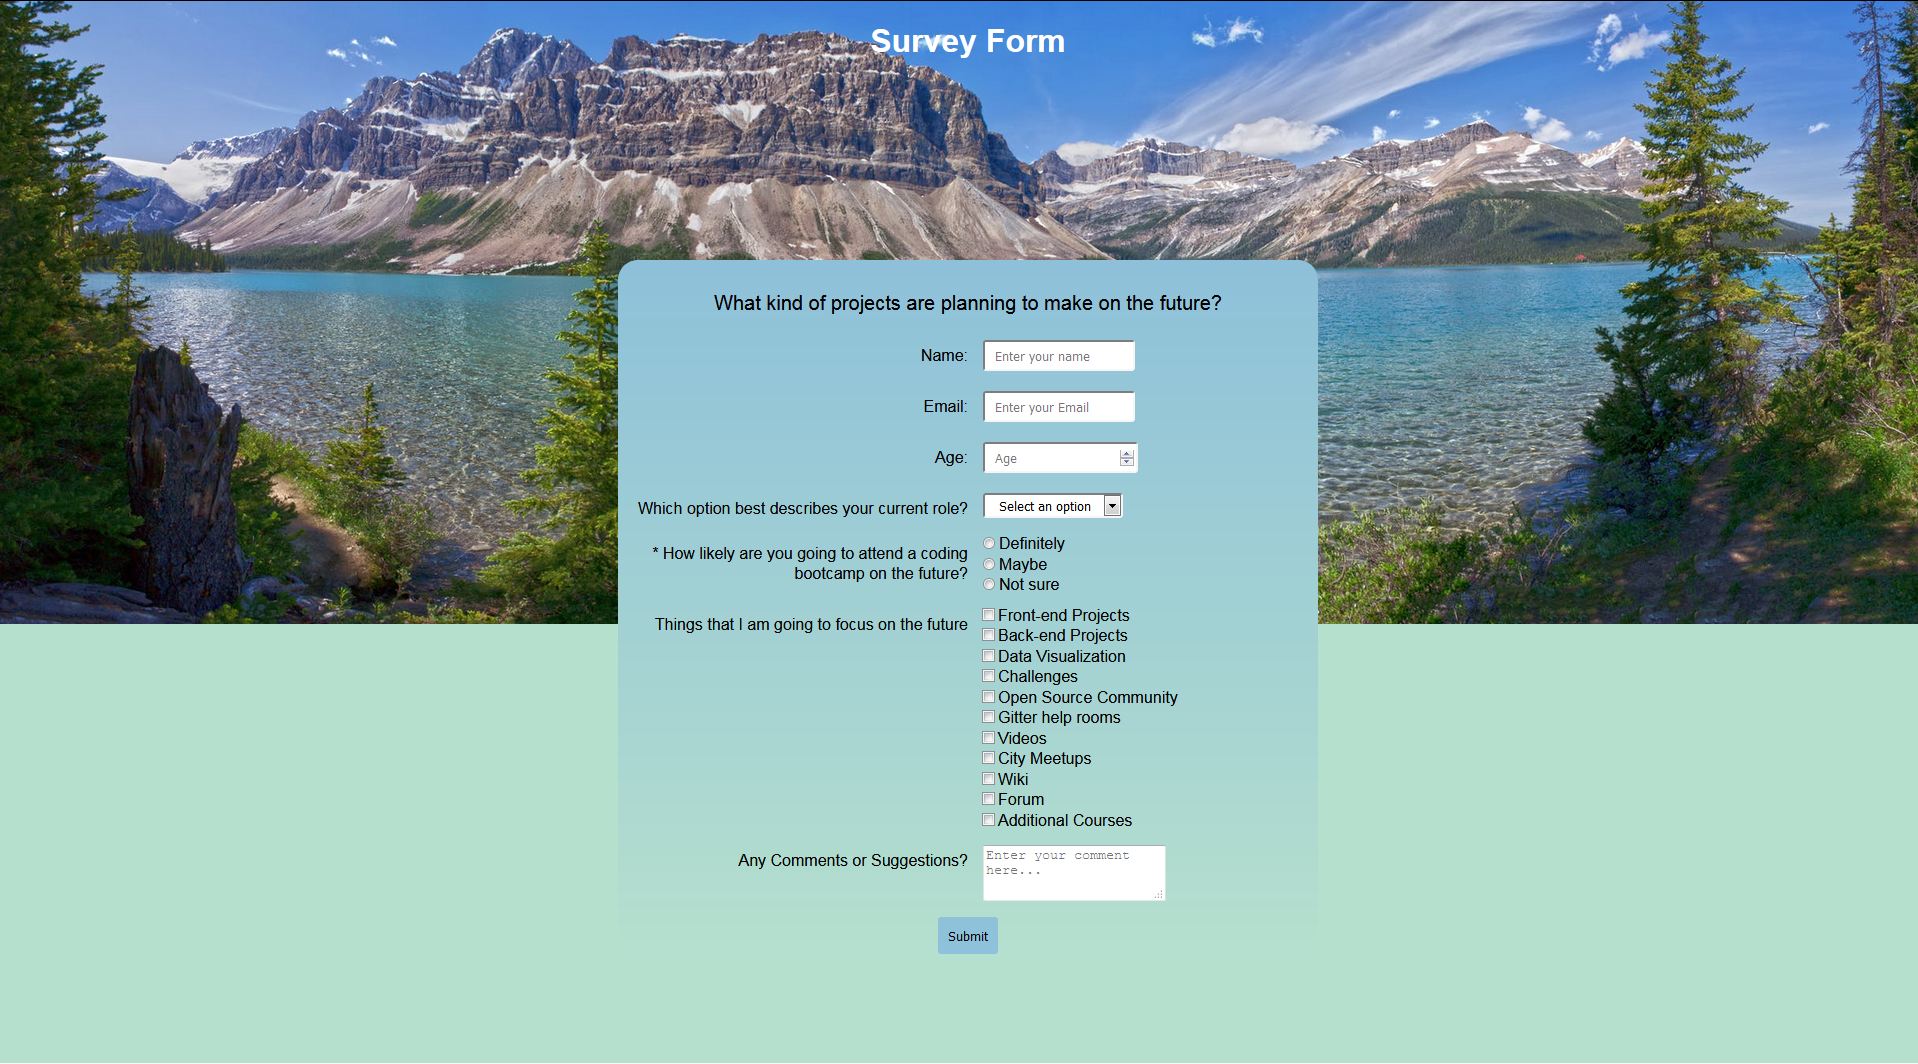 Survey Form
What kind of projects are planning to make on the future?
Name: Enter your name
Email: Enter your Email
Age: Age
Which option best describes your current role? Select an option
* How likely are you going to attend a coding
bootcamp on the future?
Definitely
Maybe
Not sure
Things that I am going to focus on the future
Front-end Projects
Back-end Projects
Data Visualization
Challenges
Open Source Community
Gitter help rooms
Videos
City Meetups
Wiki
Forum
Additional Courses
Any Comments or Suggestions?
Enter your comment
here...
Submit